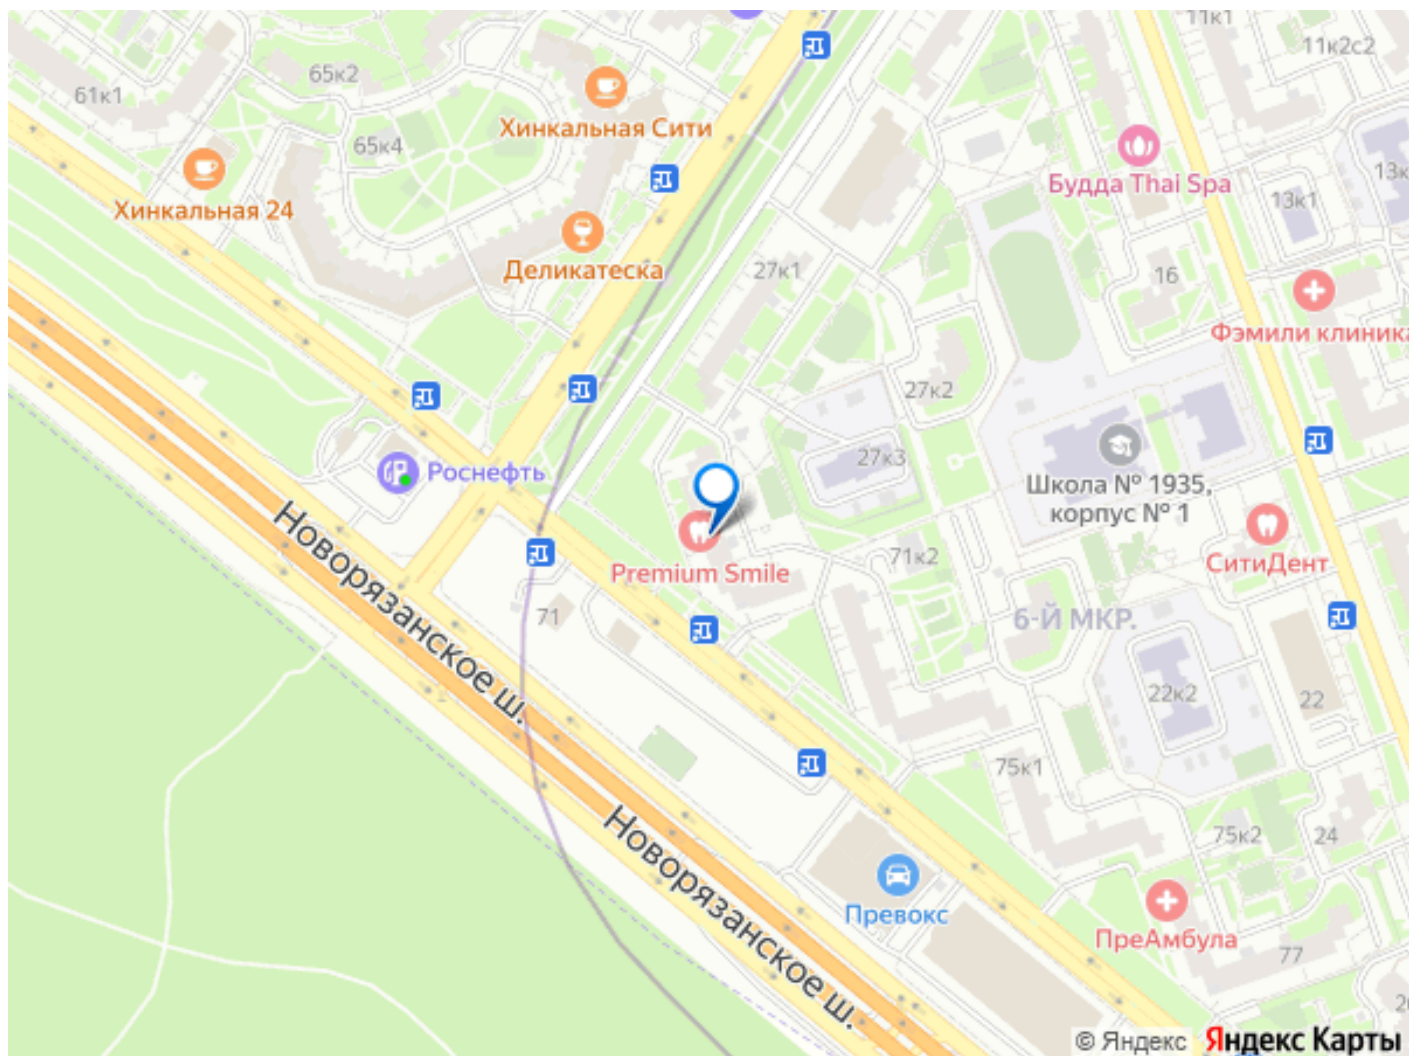 11к1
11к2с2
65к2
61к1
Хинкальная Сити
65к4
Будда Thai Spa
13к
13к1
Хинкальная 24
Деликатеска
27к1
16
Фэмили клиника
27к2
27к3
Роснефть
Школа № 1935,
корпус № 1
Новорязанское ш.
Premium Smile
71к2
СитиДент
71
6-Й МКР.
22к2
22
75к1
Новорязанское ш.
75к2
24
Превокс
ПреАмбула
77
© Яндекс
Яндекс Карты